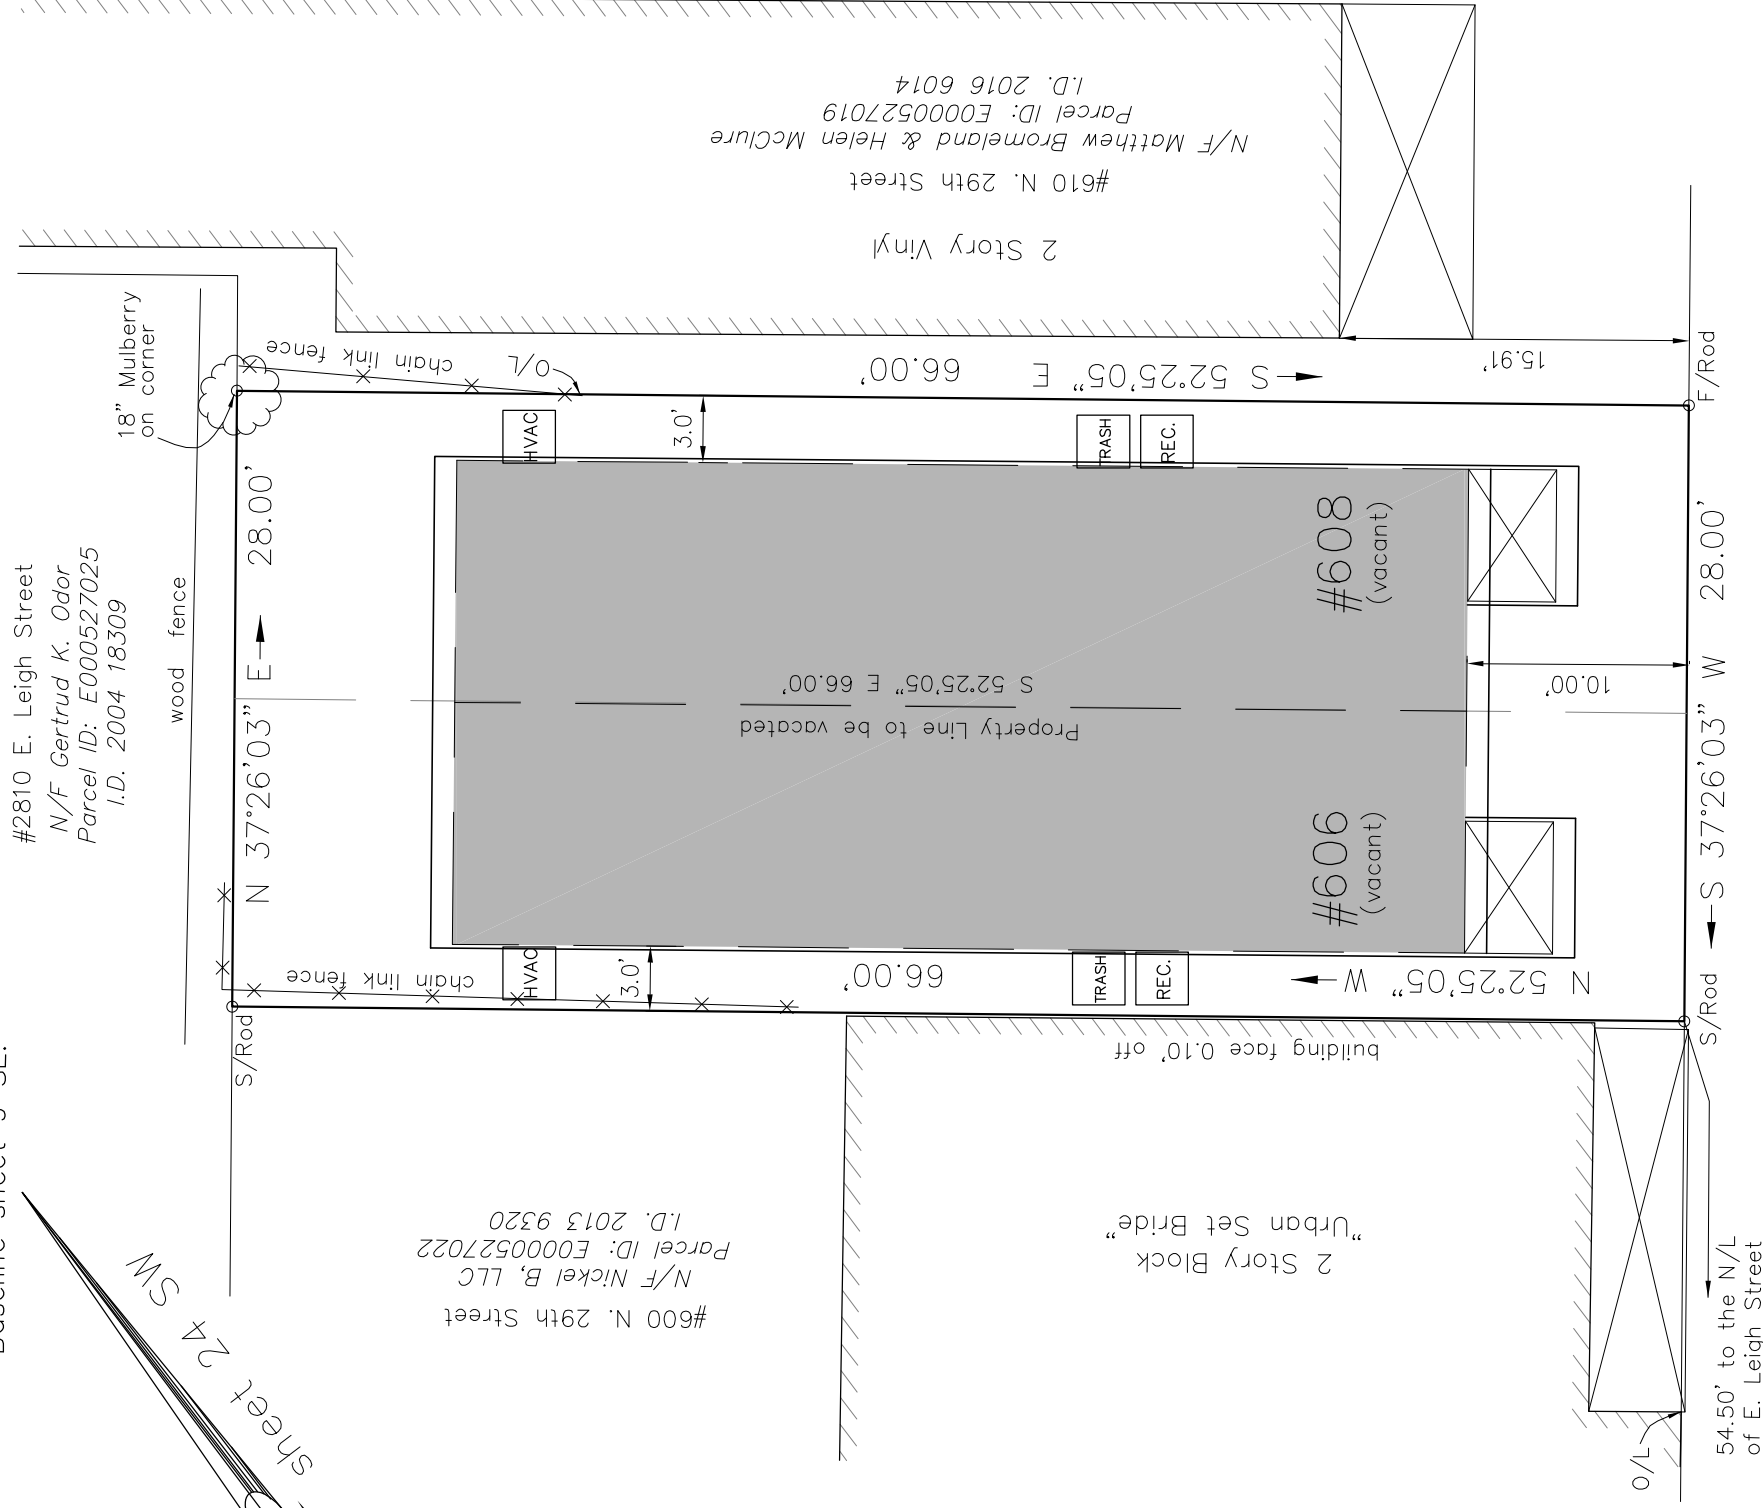 I.D. 2016 6014
Parcel ID: E0000527019
N/F Matthew Bromeland & Helen McClure
#610 N. 29th Street
2 Story Vinyl
18" Mulberry
on corner
chain link fence
O/L
S 52°25'05" E 66.00'
15.91'
F/Rod
#2810 E. Leigh Street
N/F Gertrud K. Odor
Parcel ID: E000527025
I.D. 2004 18309
wood fence
N 37°26'03" E 28.00'
HVAC
3.0'
TRASH
REC.
#608
(vacant)
S 52°25'05" E 66.00'
Property Line to be vacated
10.00'
S 37°26'03" W 28.00'
#606
(vacant)
chain link fence
HVAC
3.0'
TRASH
REC.
N 52°25'05" W 66.00'
S/Rod
S/Rod
building face 0.10' off
I.D. 2013 9320
Parcel ID: E0000527022
N/F Nickel B, LLC
#600 N. 29th Street
"Urban Set Bride"
2 Story Block
Sheet 24 SW
O/L
54.50' to the N/L
of E. Leigh Street